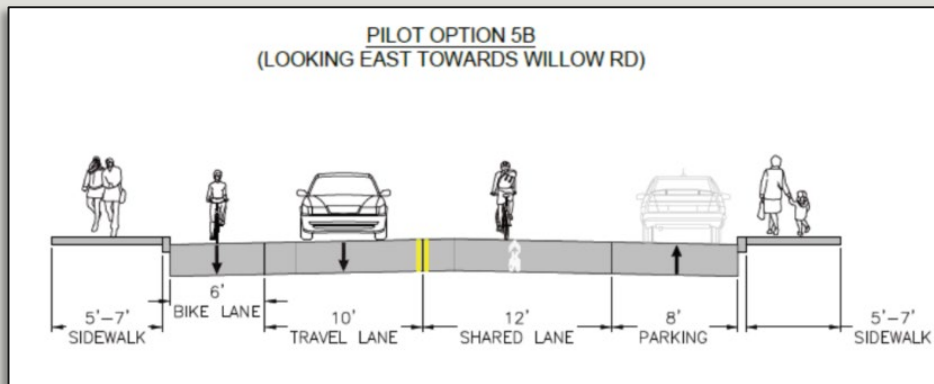 PILOT OPTION 5B
(LOOKING EAST TOWARDS WILLOW RD)
5'-7'
SIDEWALK
6'
BIKE LANE
10'
TRAVEL LANE
12'
SHARED LANE
8'
PARKING
5'-7'
SIDEWALK